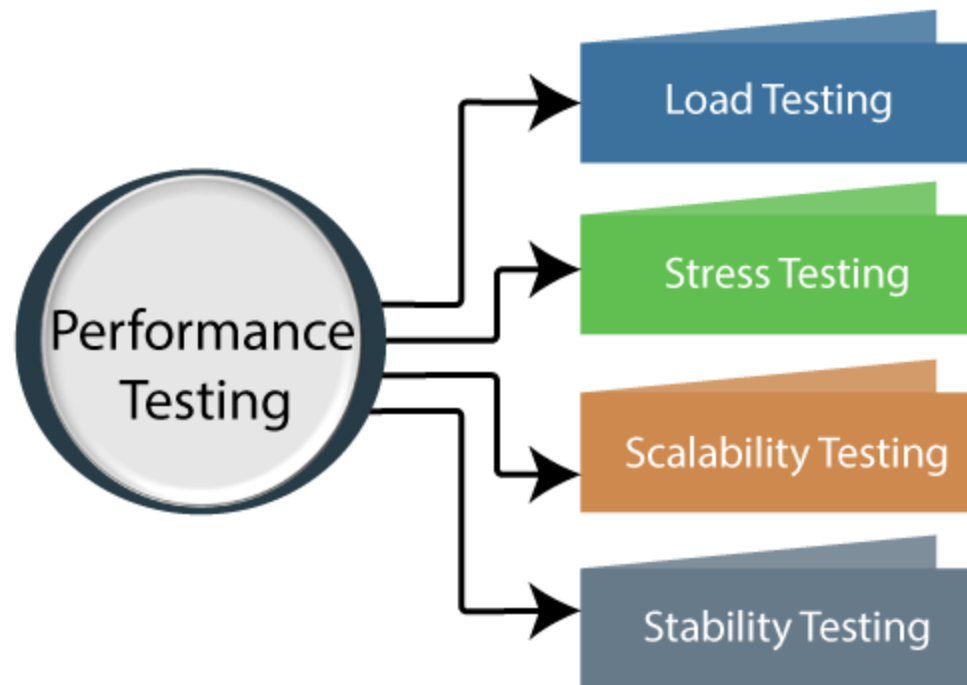 Performance
Testing
Load Testing
Stress Testing
Scalability Testing
Stability Testing